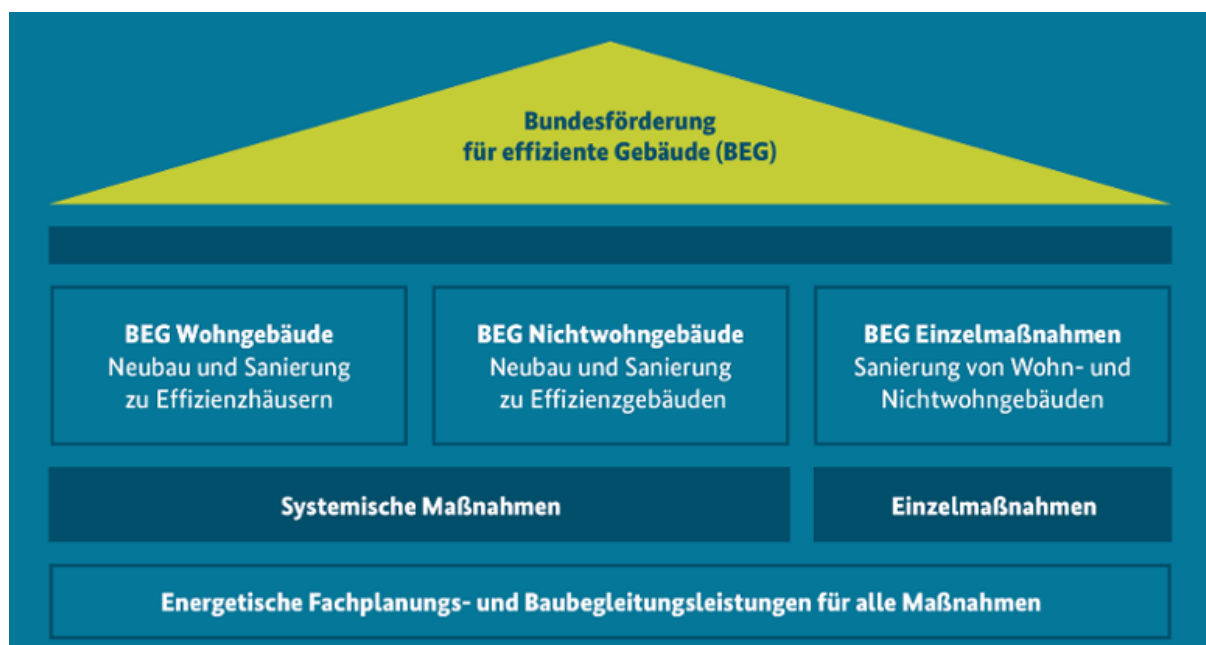 Bundesförderung
für effiziente Gebäude (BEG)
BEG Wohngebäude
Neubau und Sanierung
zu Effizienzhäusern
BEG Nichtwohngebäude
Neubau und Sanierung
zu Effizienzgebäuden
BEG Einzelmaßnahmen
Sanierung von Wohn- und
Nichtwohngebäuden
Systemische Maßnahmen
Einzelmaßnahmen
Energetische Fachplanungs- und Baubegleitungsleistungen für alle Maßnahmen